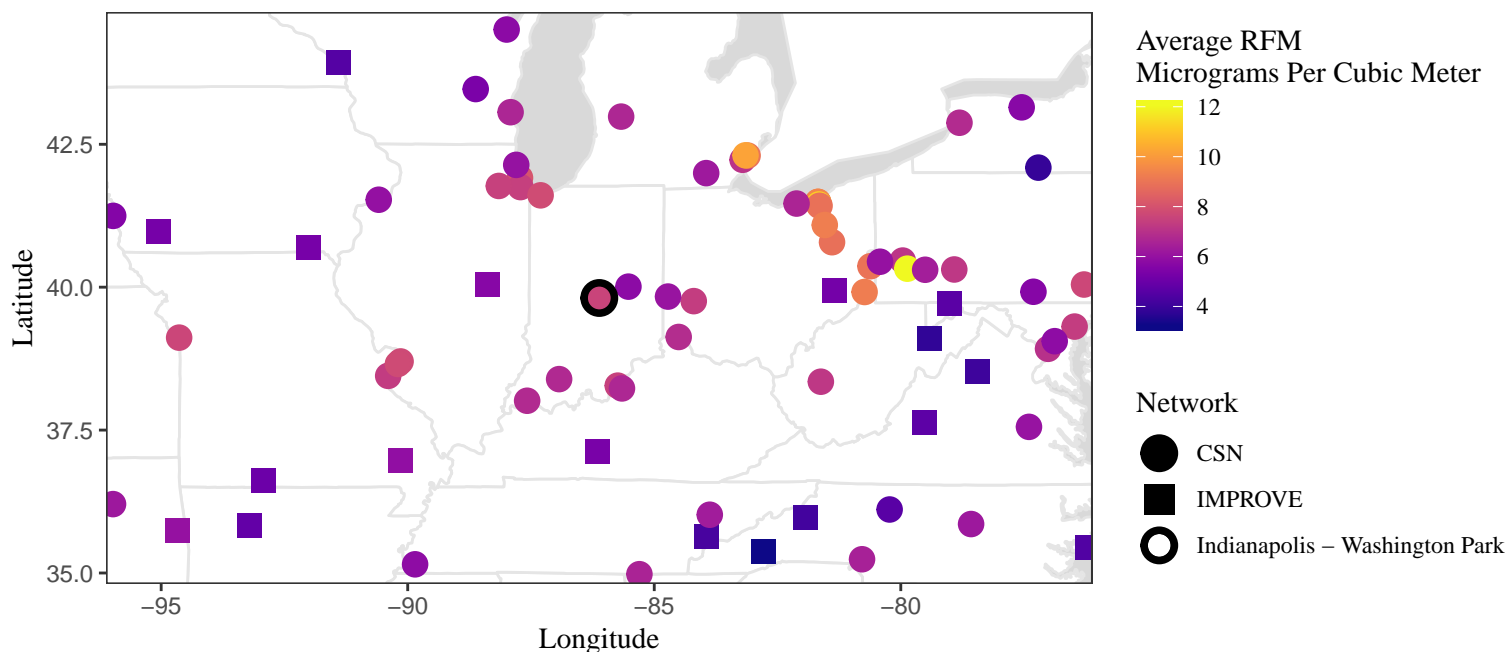 42.5
40.0
37.5
35.0
Latitude
−95
−90
−85
−80
Longitude
Average RFM
Micrograms Per Cubic Meter
12
10
8
6
4
Network
CSN
IMPROVE
Indianapolis − Washington Park